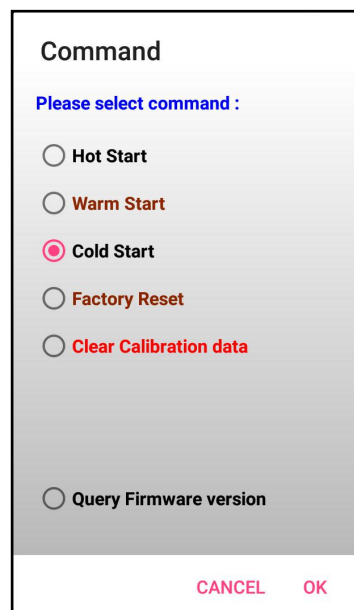 Command
Please select command :
Hot Start
Warm Start
Cold Start
Factory Reset
Clear Calibration data
Query Firmware version
CANCEL OK